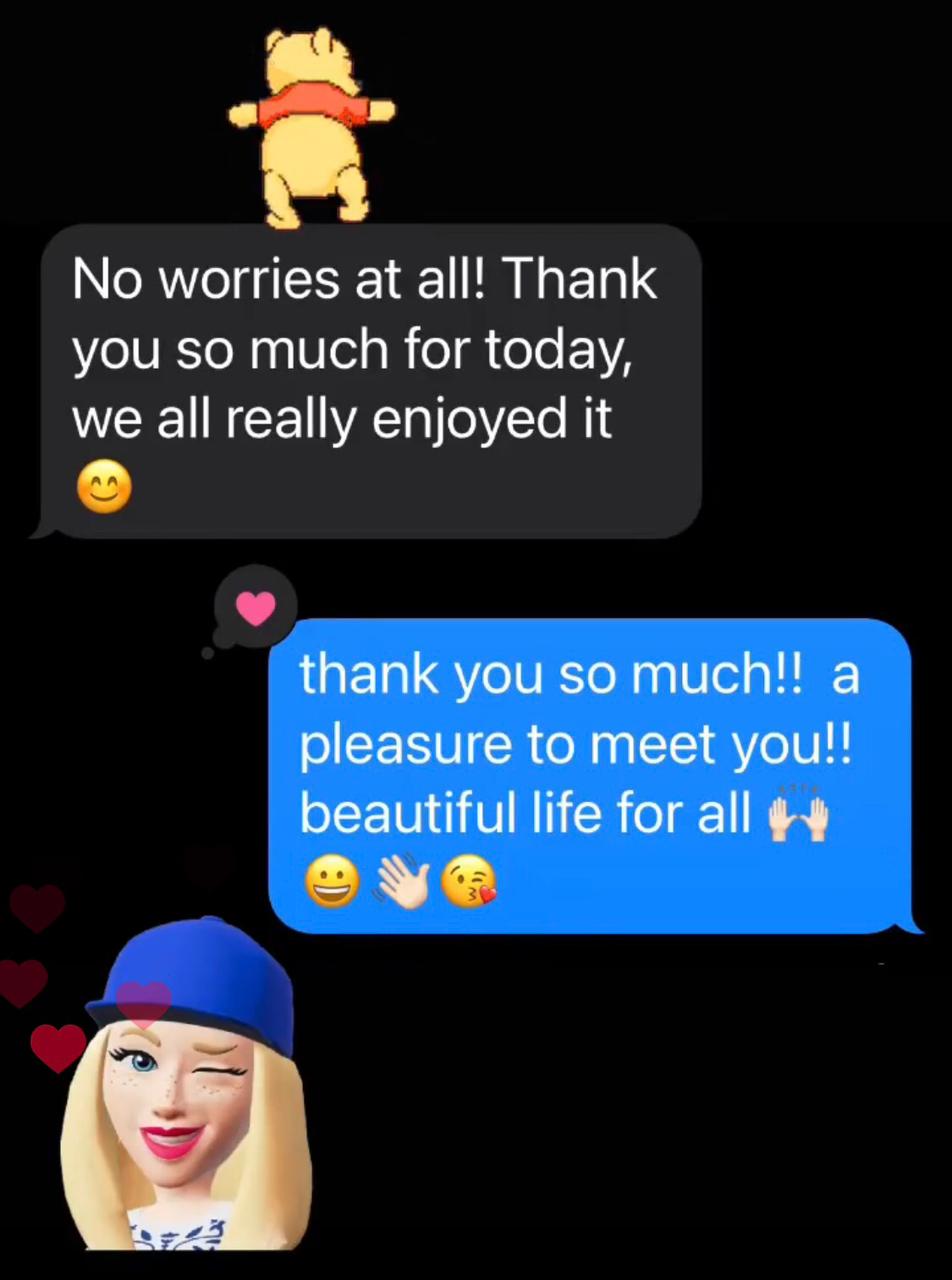 No worries at all! Thank
you so much for today,
we all really enjoyed it
😊
thank you so much!!  a
pleasure to meet you!!
beautiful life for all 🙌🏻
😀 👋🏻 😘